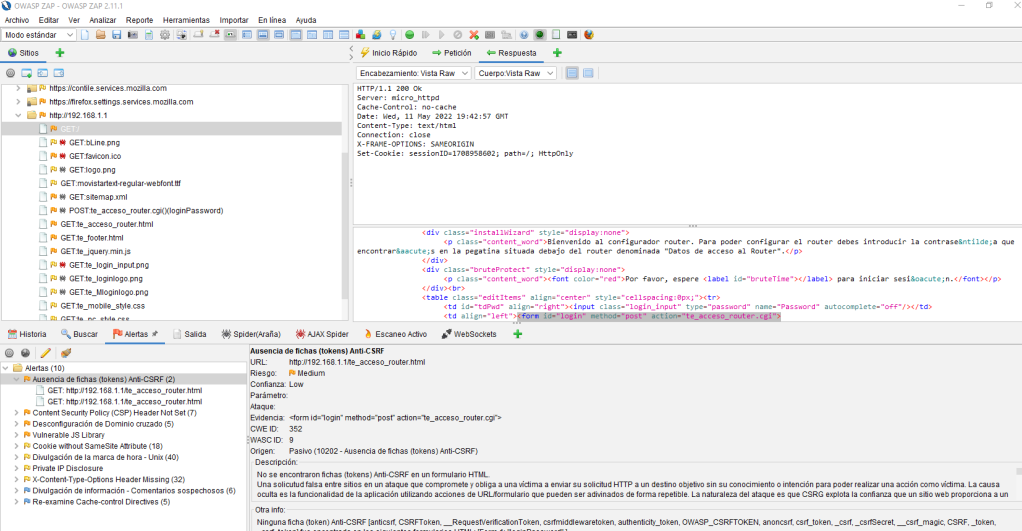 OWASP ZAP - OWASP ZAP 2.11.1
Archivo Editar Ver Analizar Reporte Herramientas Importar En línea Ayuda
Modo estándar
Sitios
Inicio Rápido Petición Respuesta
Encabezamiento: Vista Raw Cuerpo:Vista Raw
https://contile.services.mozilla.com
https://firefox.settings.services.mozilla.com
http://192.168.1.1
GET:/
GET:bLine.png
GET:favicon.ico
GET:logo.png
GET:movistartext-regular-webfont.ttf
GET:sitemap.xml
POST:te_acceso_router.cgi()(loginPassword)
GET:te_acceso_router.html
GET:te_footer.html
GET:te_jquery.min.js
GET:te_login_input.png
GET:te_loginlogo.png
GET:te_Mloginlogo.png
GET:te_mobile_style.css
GET:te_pc_style.css
HTTP/1.1 200 Ok
Server: micro_httpd
Cache-Control: no-cache
Date: Wed, 11 May 2022 19:42:57 GMT
Content-Type: text/html
Connection: close
X-FRAME-OPTIONS: SAMEORIGIN
Set-Cookie: sessionID=1708958602; path=/; HttpOnly
<div class="installWizard" style="display:none">
<p class="content_word">Bienvenido al configurador router. Para poder configurar el router debes introducir la contrase&ntilde;a que
encontrar&aacute;s en la pegatina situada debajo del router denominada "Datos de acceso al Router".</p>
</div>
<div class="bruteProtect" style="display:none">
<p class="content_word"><font color="red">Por favor, espere <label id="bruteTime"></label> para iniciar sesi&oacute;n.</font></p>
</div><br>
<table class="editItems" align="center" style="cellspacing:0px;"><tr>
<td id="tdPwd" align="right"><input class="login_input" type="password" name="Password" autocomplete="off"/></td>
<td align="left"><form id="login" method="post" action="te_acceso_router.cgi">
Historia Buscar Alertas Salida Spider(Araña) AJAX Spider Escaneo Activo WebSockets
Alertas (10)
Ausencia de fichas (tokens) Anti-CSRF (2)
GET: http://192.168.1.1/te_acceso_router.html
GET: http://192.168.1.1/te_acceso_router.html
Content Security Policy (CSP) Header Not Set (7)
Desconfiguración de Dominio cruzado (5)
Vulnerable JS Library
Cookie without SameSite Attribute (18)
Divulgación de la marca de hora - Unix (40)
Private IP Disclosure
X-Content-Type-Options Header Missing (32)
Divulgación de información - Comentarios sospechosos (6)
Re-examine Cache-control Directives (5)
Ausencia de fichas (tokens) Anti-CSRF
URL: http://192.168.1.1/te_acceso_router.html
Riesgo: Medium
Confianza: Low
Parámetro:
Ataque:
Evidencia: <form id="login" method="post" action="te_acceso_router.cgi">
CWE ID: 352
WASC ID: 9
Origen: Pasivo (10202 - Ausencia de fichas (tokens) Anti-CSRF)
Descripción:
No se encontraron fichas (tokens) Anti-CSRF en un formulario HTML.
Una solicitud falsa entre sitios en un ataque que compromete y obliga a una víctima a enviar su solicitud HTTP a un destino objetivo sin su conocimiento o intención para poder realizar una acción como víctima. La causa
oculta es la funcionalidad de la aplicación utilizando acciones de URL/formulario que pueden ser adivinados de forma repetible. La naturaleza del ataque es que CSRG explota la confianza que un sitio web proporciona a un
Otra info:
Ninguna ficha (token) Anti-CSRF [anticsrf, CSRFToken, __RequestVerificationToken, csrfmiddlewaretoken, authenticity_token, OWASP_CSRFTOKEN, anoncsrf, csrf_token, _csrf, _csrfSecret, __csrf_magic, CSRF, _token,